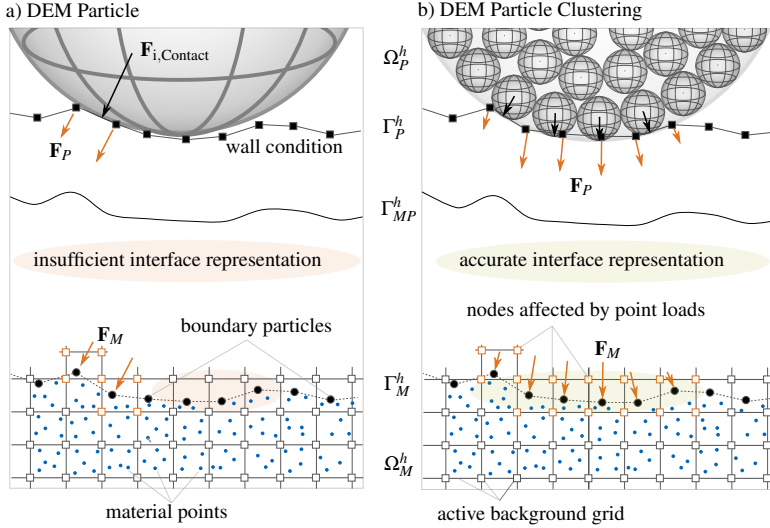 a) DEM Particle
b) DEM Particle Clustering
F_i,Contact
Ω_P^h
Γ_P^h
F_P
wall condition
F_P
Γ_MP^h
insufficient interface representation
accurate interface representation
nodes affected by point loads
F_M
boundary particles
F_M
Γ_M^h
Ω_M^h
material points
active background grid